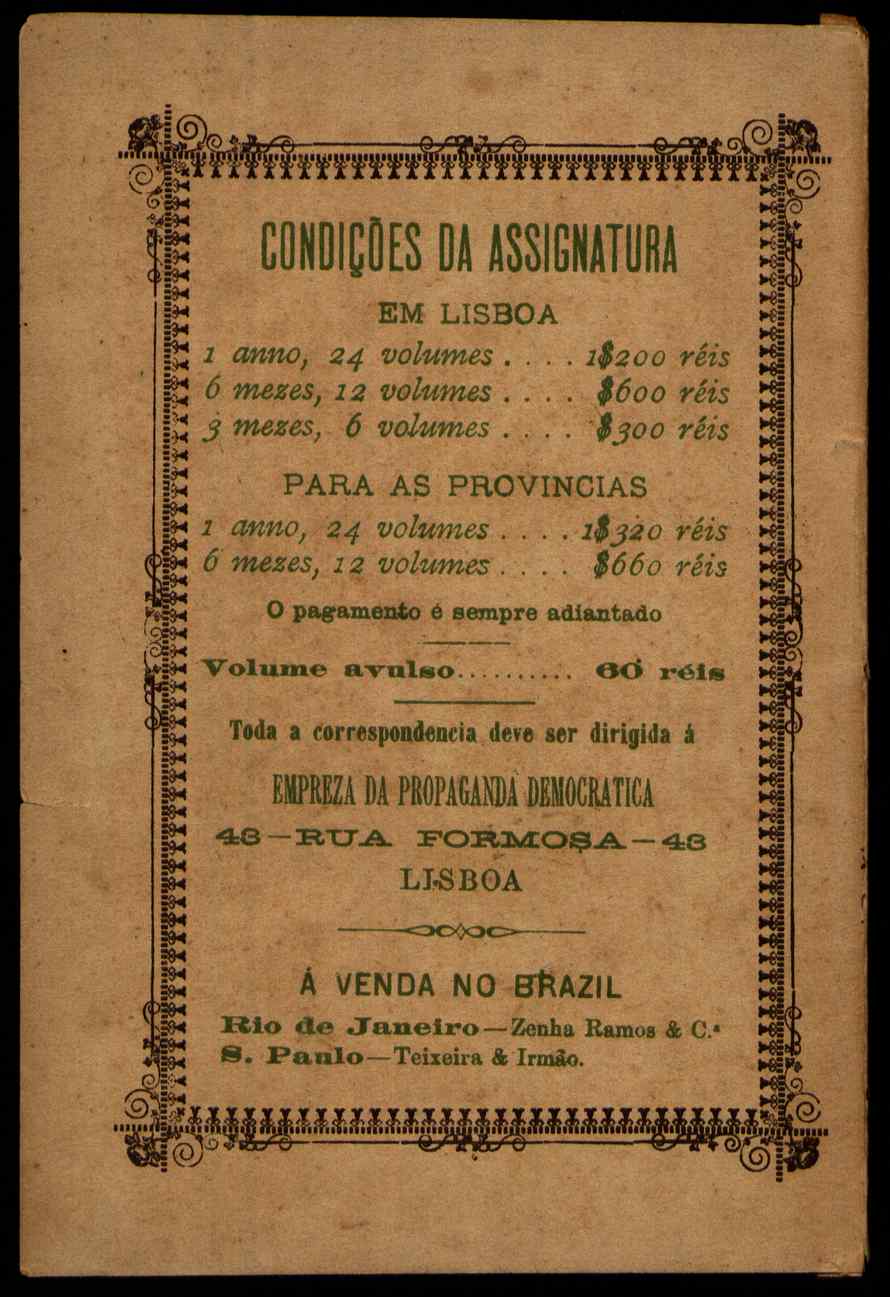 CONDIÇÕES DA ASSIGNATURA
EM LISBOA
1 anno, 24 volumes .... 1$200 réis
6 mezes, 12 volumes .... $600 réis
3 mezes, 6 volumes .... $300 réis
PARA AS PROVINCIAS
1 anno, 24 volumes .... 1$320 réis
6 mezes, 12 volumes .... $660 réis
O pagamento é sempre adiantado
Volume avulso.......... 60 réis
Toda a correspondencia deve ser dirigida á
EMPREZA DA PROPAGANDA DEMOCRATICA
43—RUA FORMOSA—43
LISBOA
Á VENDA NO BRAZIL
Rio de Janeiro—Zenha Ramos & C.ª
S. Paulo—Teixeira & Irmão.